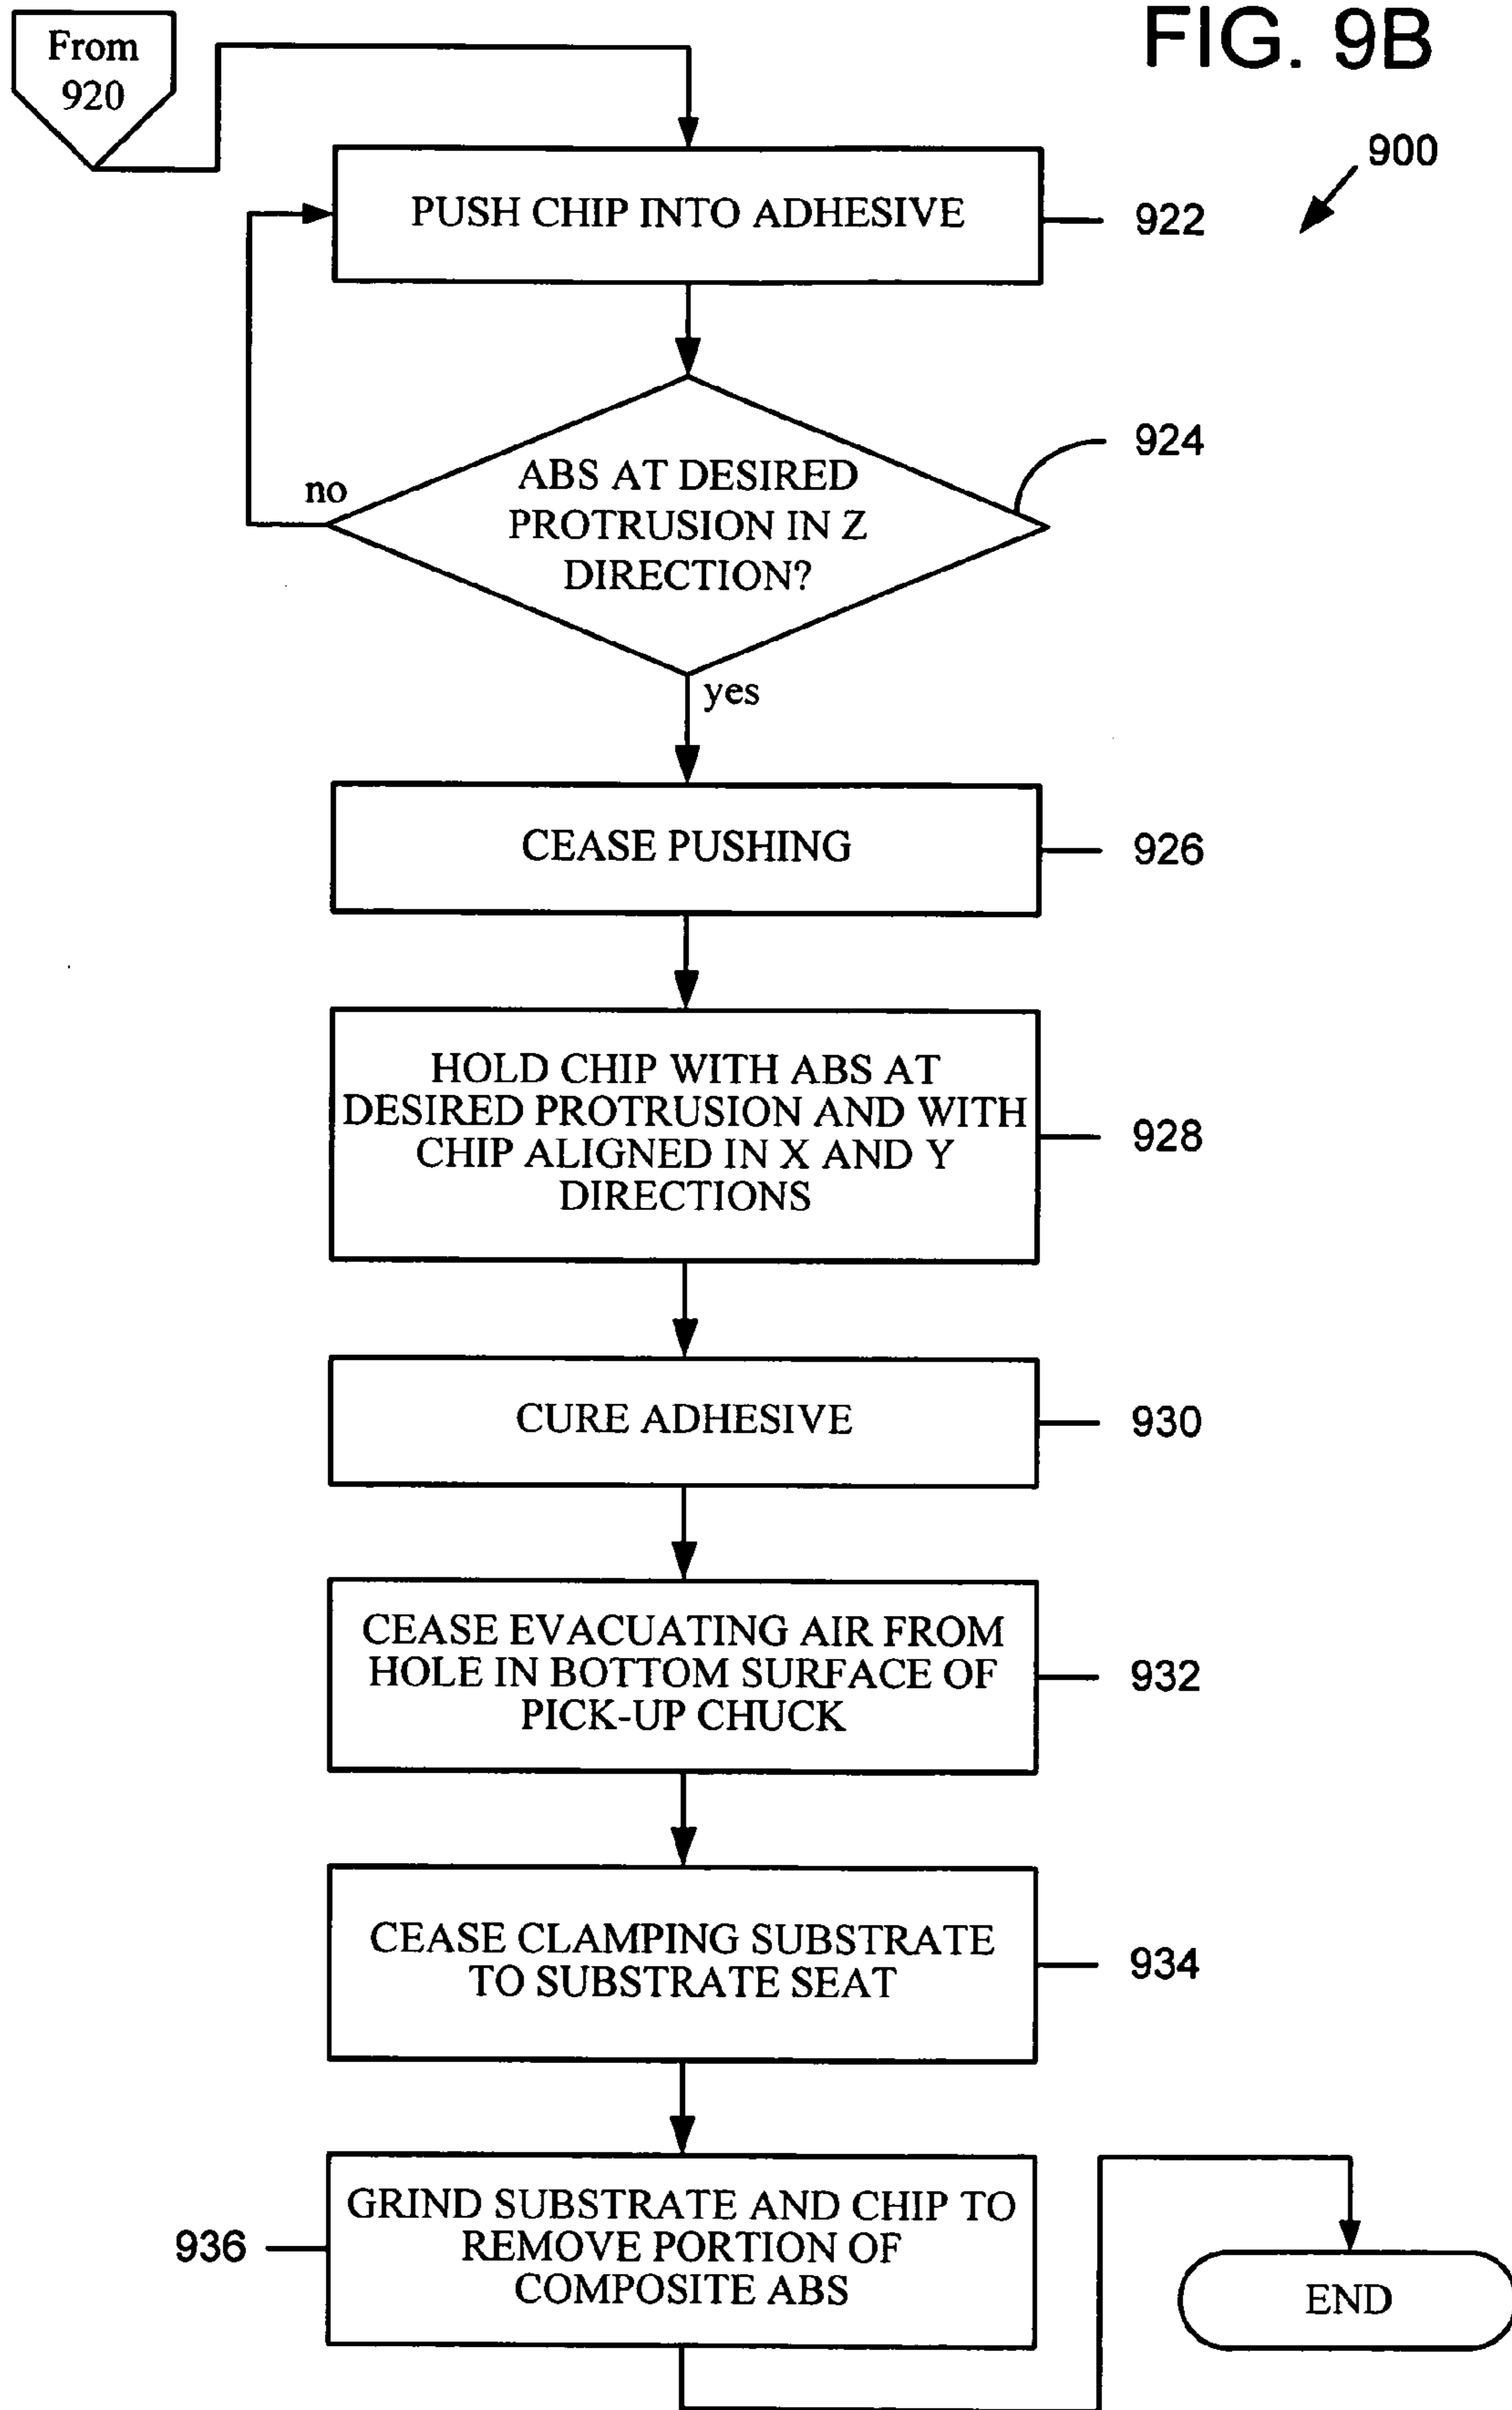 FIG. 9B
From
920
900
PUSH CHIP INTO ADHESIVE
922
924
ABS AT DESIRED
PROTRUSION IN Z
DIRECTION?
no
yes
CEASE PUSHING
926
HOLD CHIP WITH ABS AT
DESIRED PROTRUSION AND WITH
CHIP ALIGNED IN X AND Y
DIRECTIONS
928
CURE ADHESIVE
930
CEASE EVACUATING AIR FROM
HOLE IN BOTTOM SURFACE OF
PICK-UP CHUCK
932
CEASE CLAMPING SUBSTRATE
TO SUBSTRATE SEAT
934
GRIND SUBSTRATE AND CHIP TO
REMOVE PORTION OF
COMPOSITE ABS
936
END